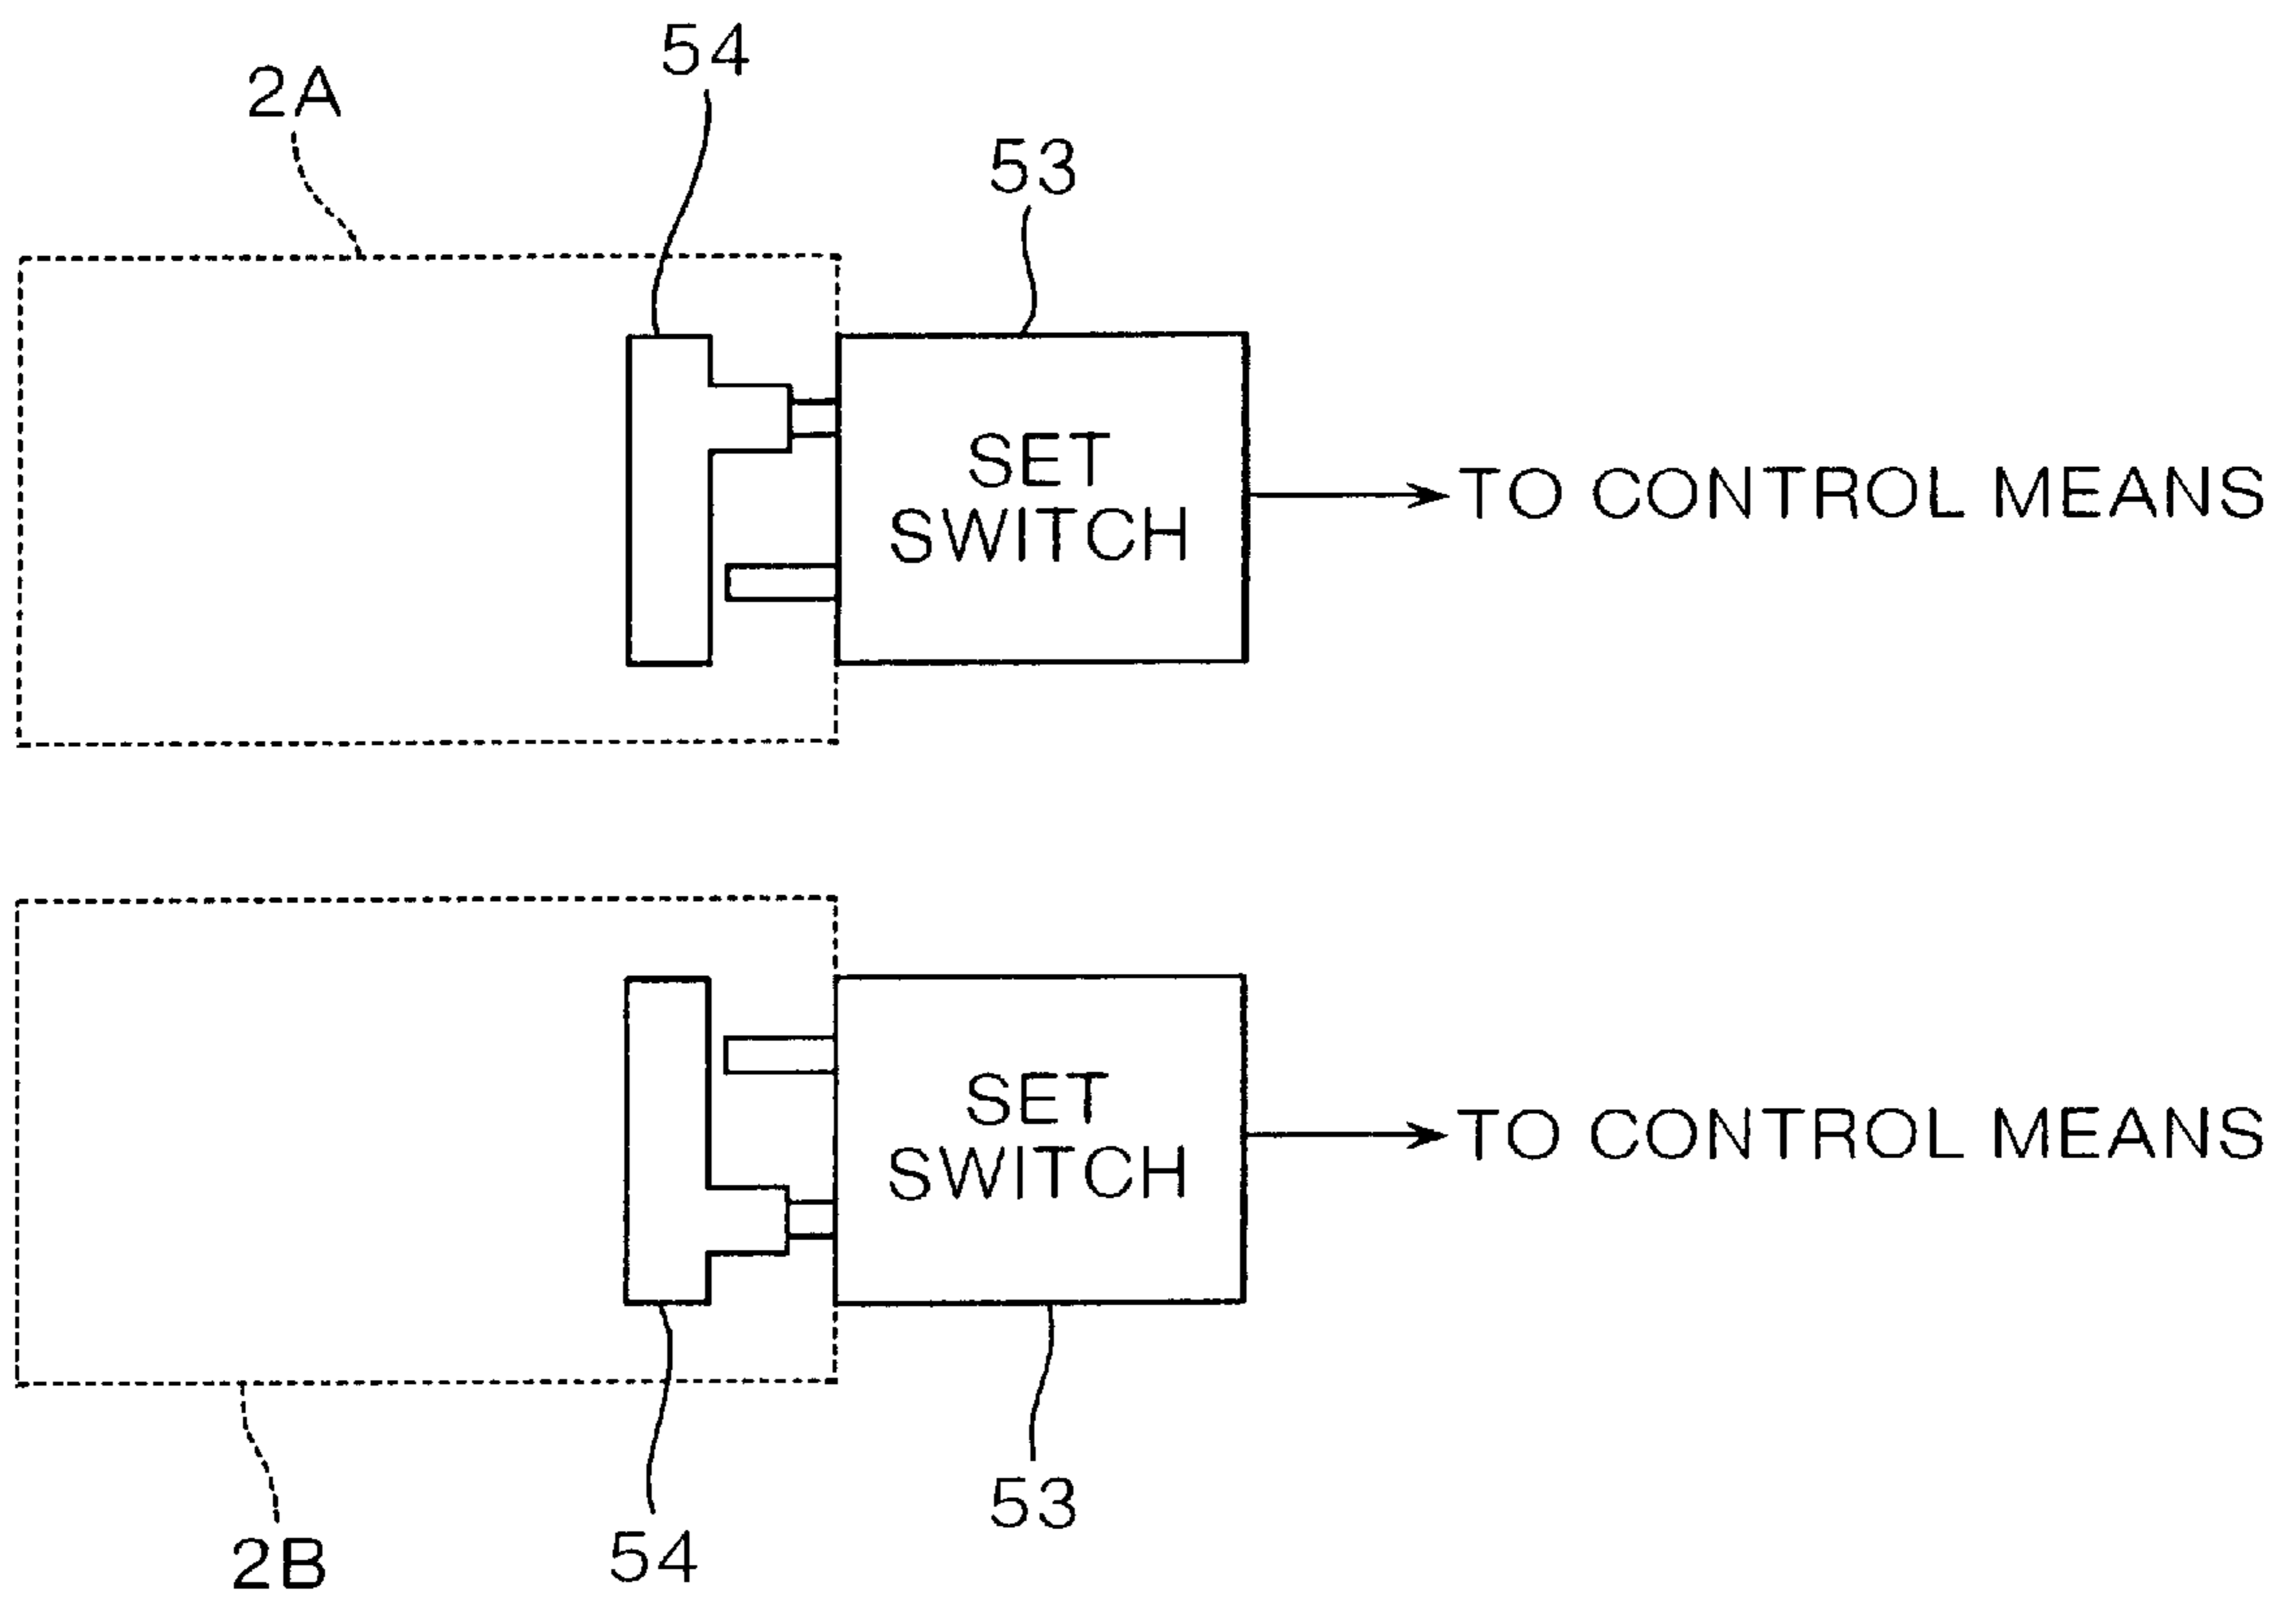 54
2A
53
SET
SWITCH
TO CONTROL MEANS
SET
SWITCH
TO CONTROL MEANS
53
54
2B